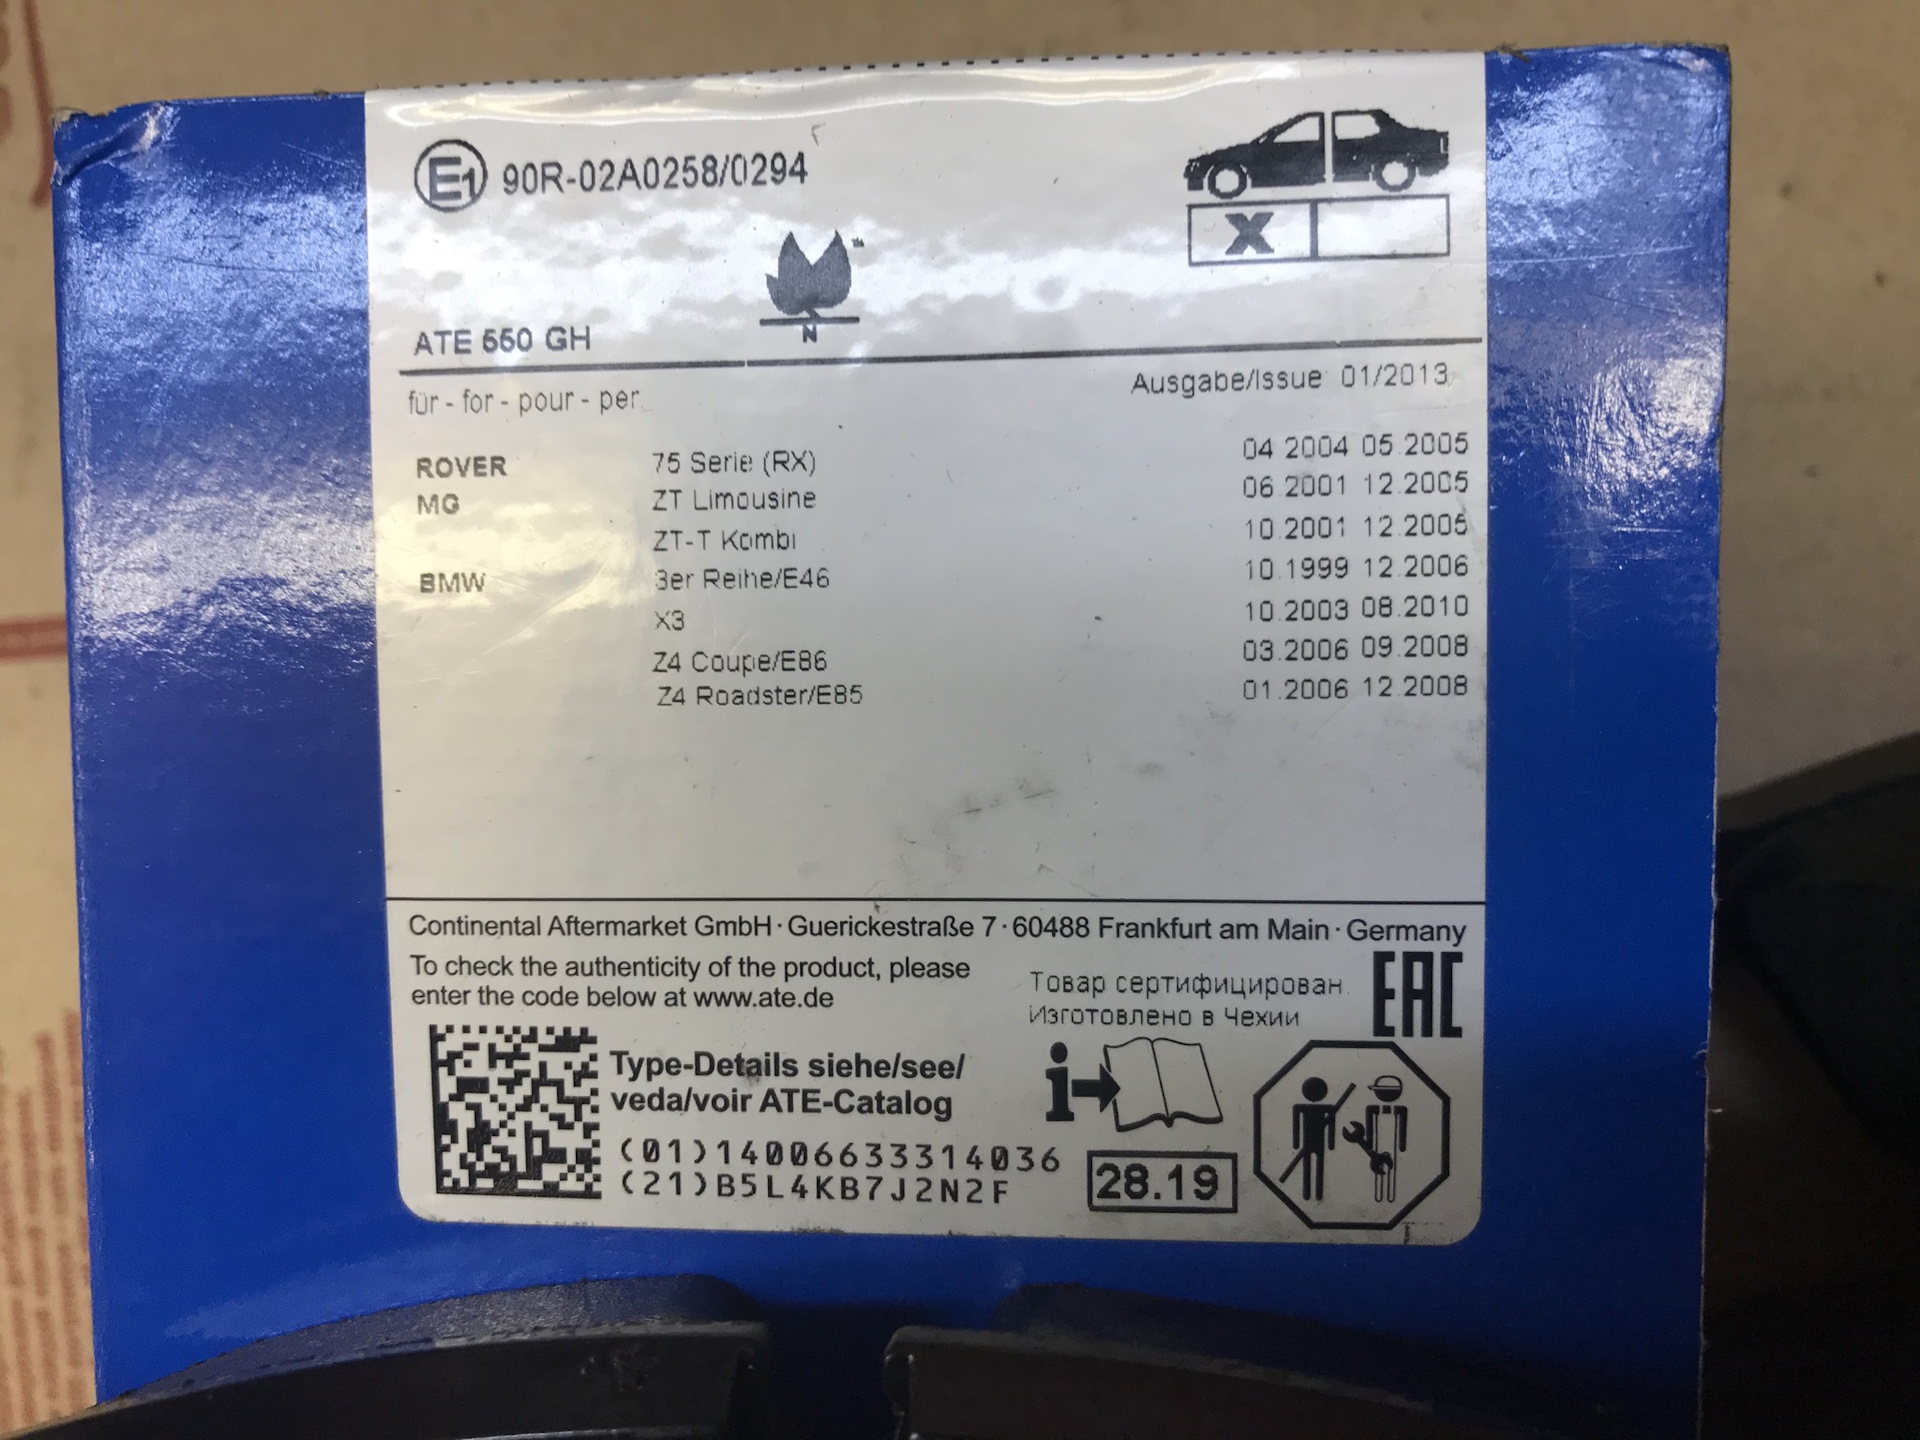 E1 90R-02A0258/0294
X
N
ATE 550 GH
für - for - pour - per
Ausgabe/Issue 01/2013
ROVER 75 Serie (RX) 04.2004 05.2005
MG ZT Limousine 06.2001 12.2005
ZT-T Kombi 10.2001 12.2005
BMW 3er Reihe/E46 10.1999 12.2006
X3 10.2003 08.2010
Z4 Coupe/E86 03.2006 09.2008
Z4 Roadster/E85 01.2006 12.2008
Continental Aftermarket GmbH · Guerickestraße 7 · 60488 Frankfurt am Main · Germany
To check the authenticity of the product, please
enter the code below at www.ate.de
Товар сертифицирован.
Изготовлено в Чехии
EAC
Type-Details siehe/see/
veda/voir ATE-Catalog
i
(01)14006633314036
(21)B5L4KB7J2N2F
28.19